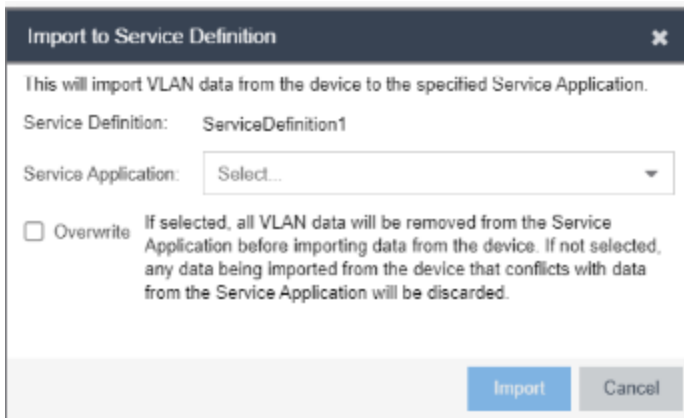 Import to Service Definition
This will import VLAN data from the device to the specified Service Application.
Service Definition: ServiceDefinition1
Service Application: Select...
Overwrite If selected, all VLAN data will be removed from the Service
Application before importing data from the device. If not selected,
any data being imported from the device that conflicts with data
from the Service Application will be discarded.
Import Cancel